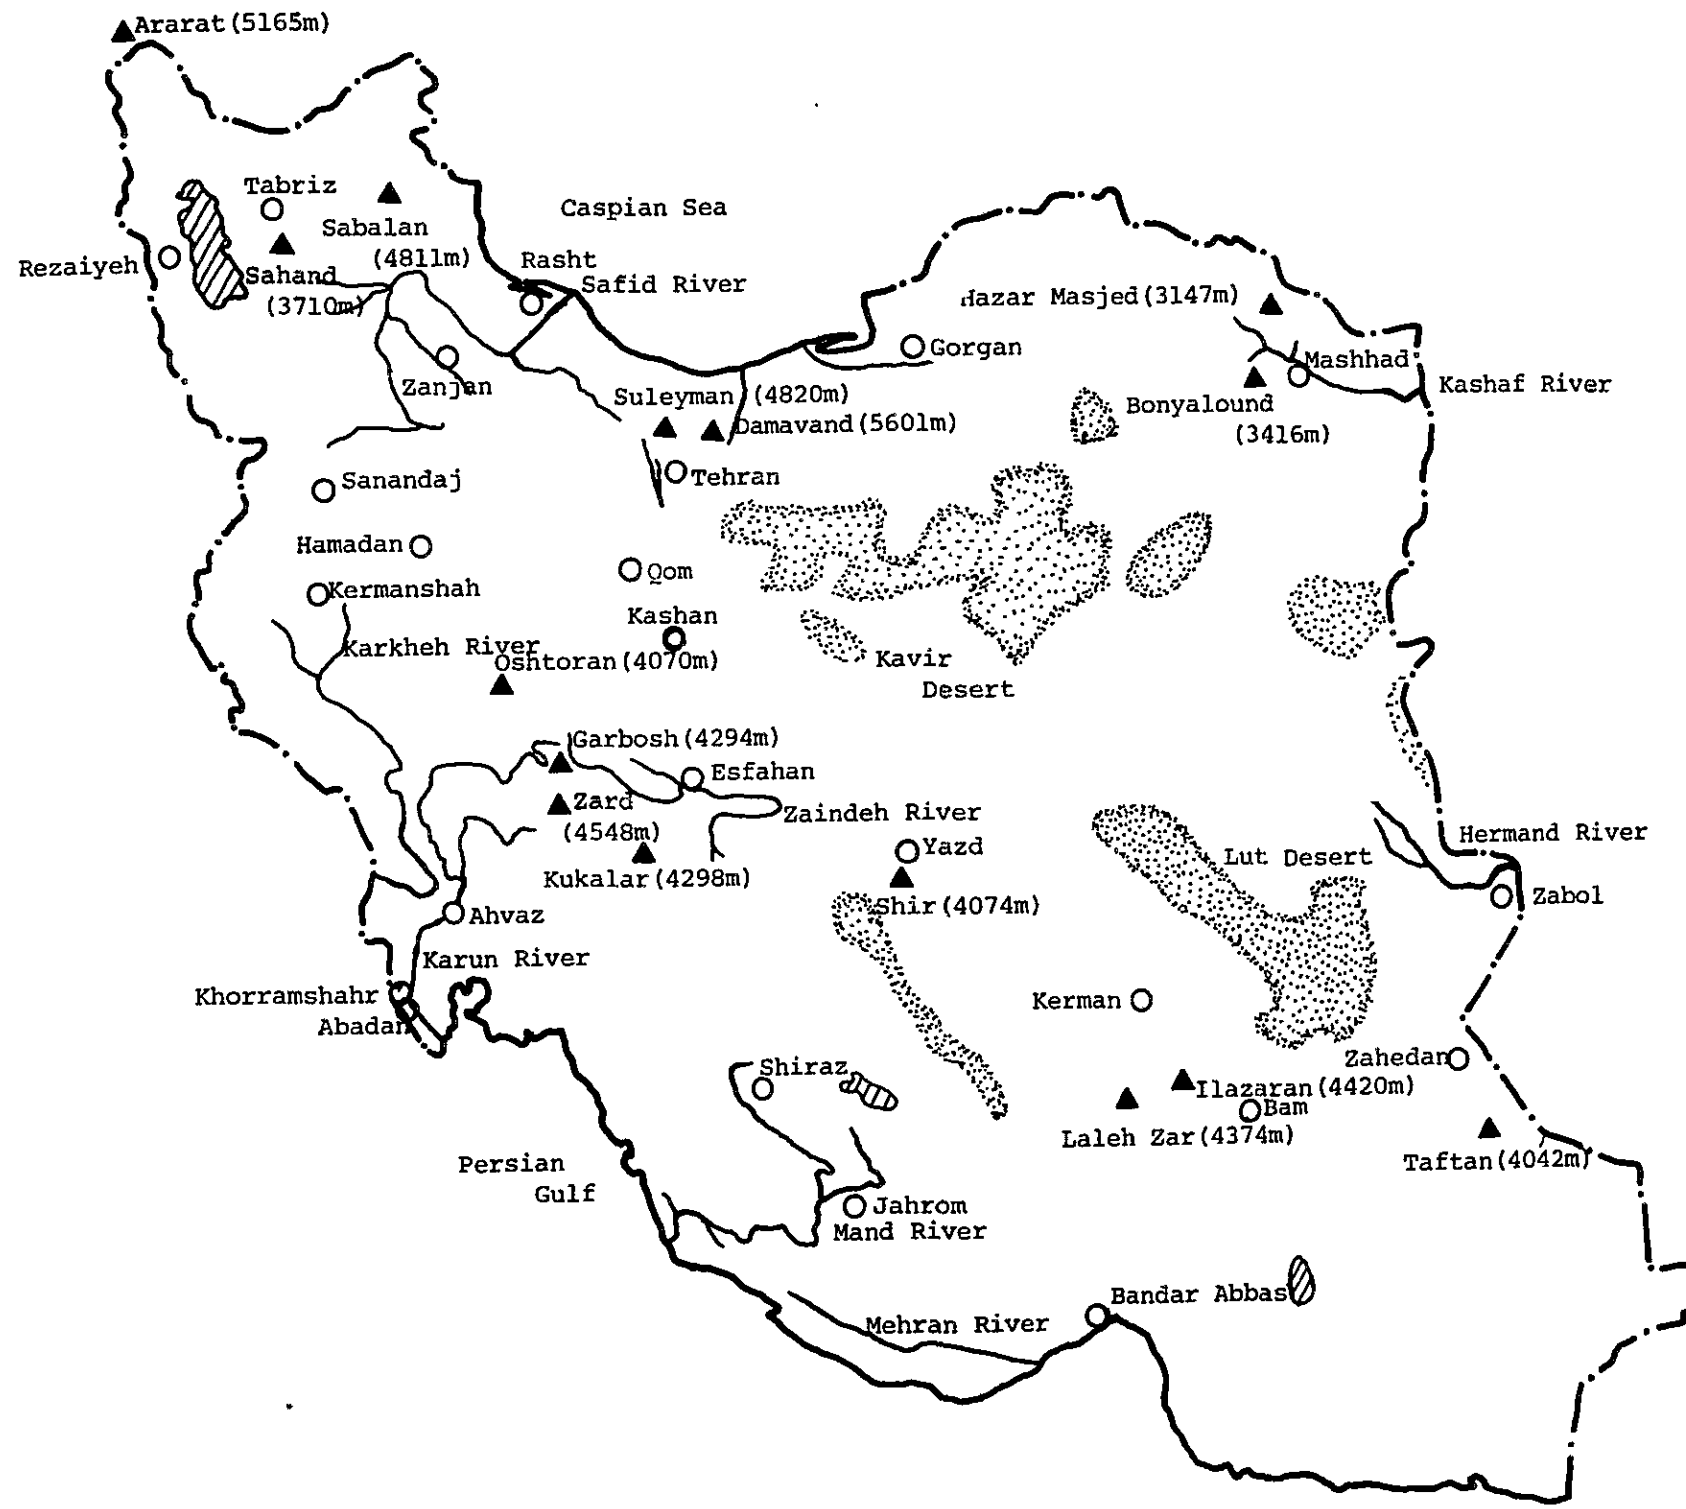 Ararat(5165m)
Tabriz
Caspian Sea
Sabalan
(4811m)
Rezaiyeh
Sahand
(3710m)
Rasht
Safid River
Hazar Masjed(3147m)
Gorgan
Mashhad
Zanjan
Kashaf River
Suleyman (4820m)
Bonyalound
(3416m)
Damavand(5601m)
Tehran
Sanandaj
Hamadan
Qom
Kermanshah
Kashan
Karkheh River
Oshtoran(4070m)
Kavir
Desert
Garbosh(4294m)
Esfahan
Zard
(4548m)
Zaindeh River
Hermand River
Yazd
Lut Desert
Kukalar(4298m)
Zabol
Shir(4074m)
Ahvaz
Karun River
Khorramshahr
Kerman
Abadan
Zahedan
Shiraz
Ilazaran(4420m)
Bam
Laleh Zar(4374m)
Taftan(4042m)
Persian
Gulf
Jahrom
Mand River
Bandar Abbas
Mehran River